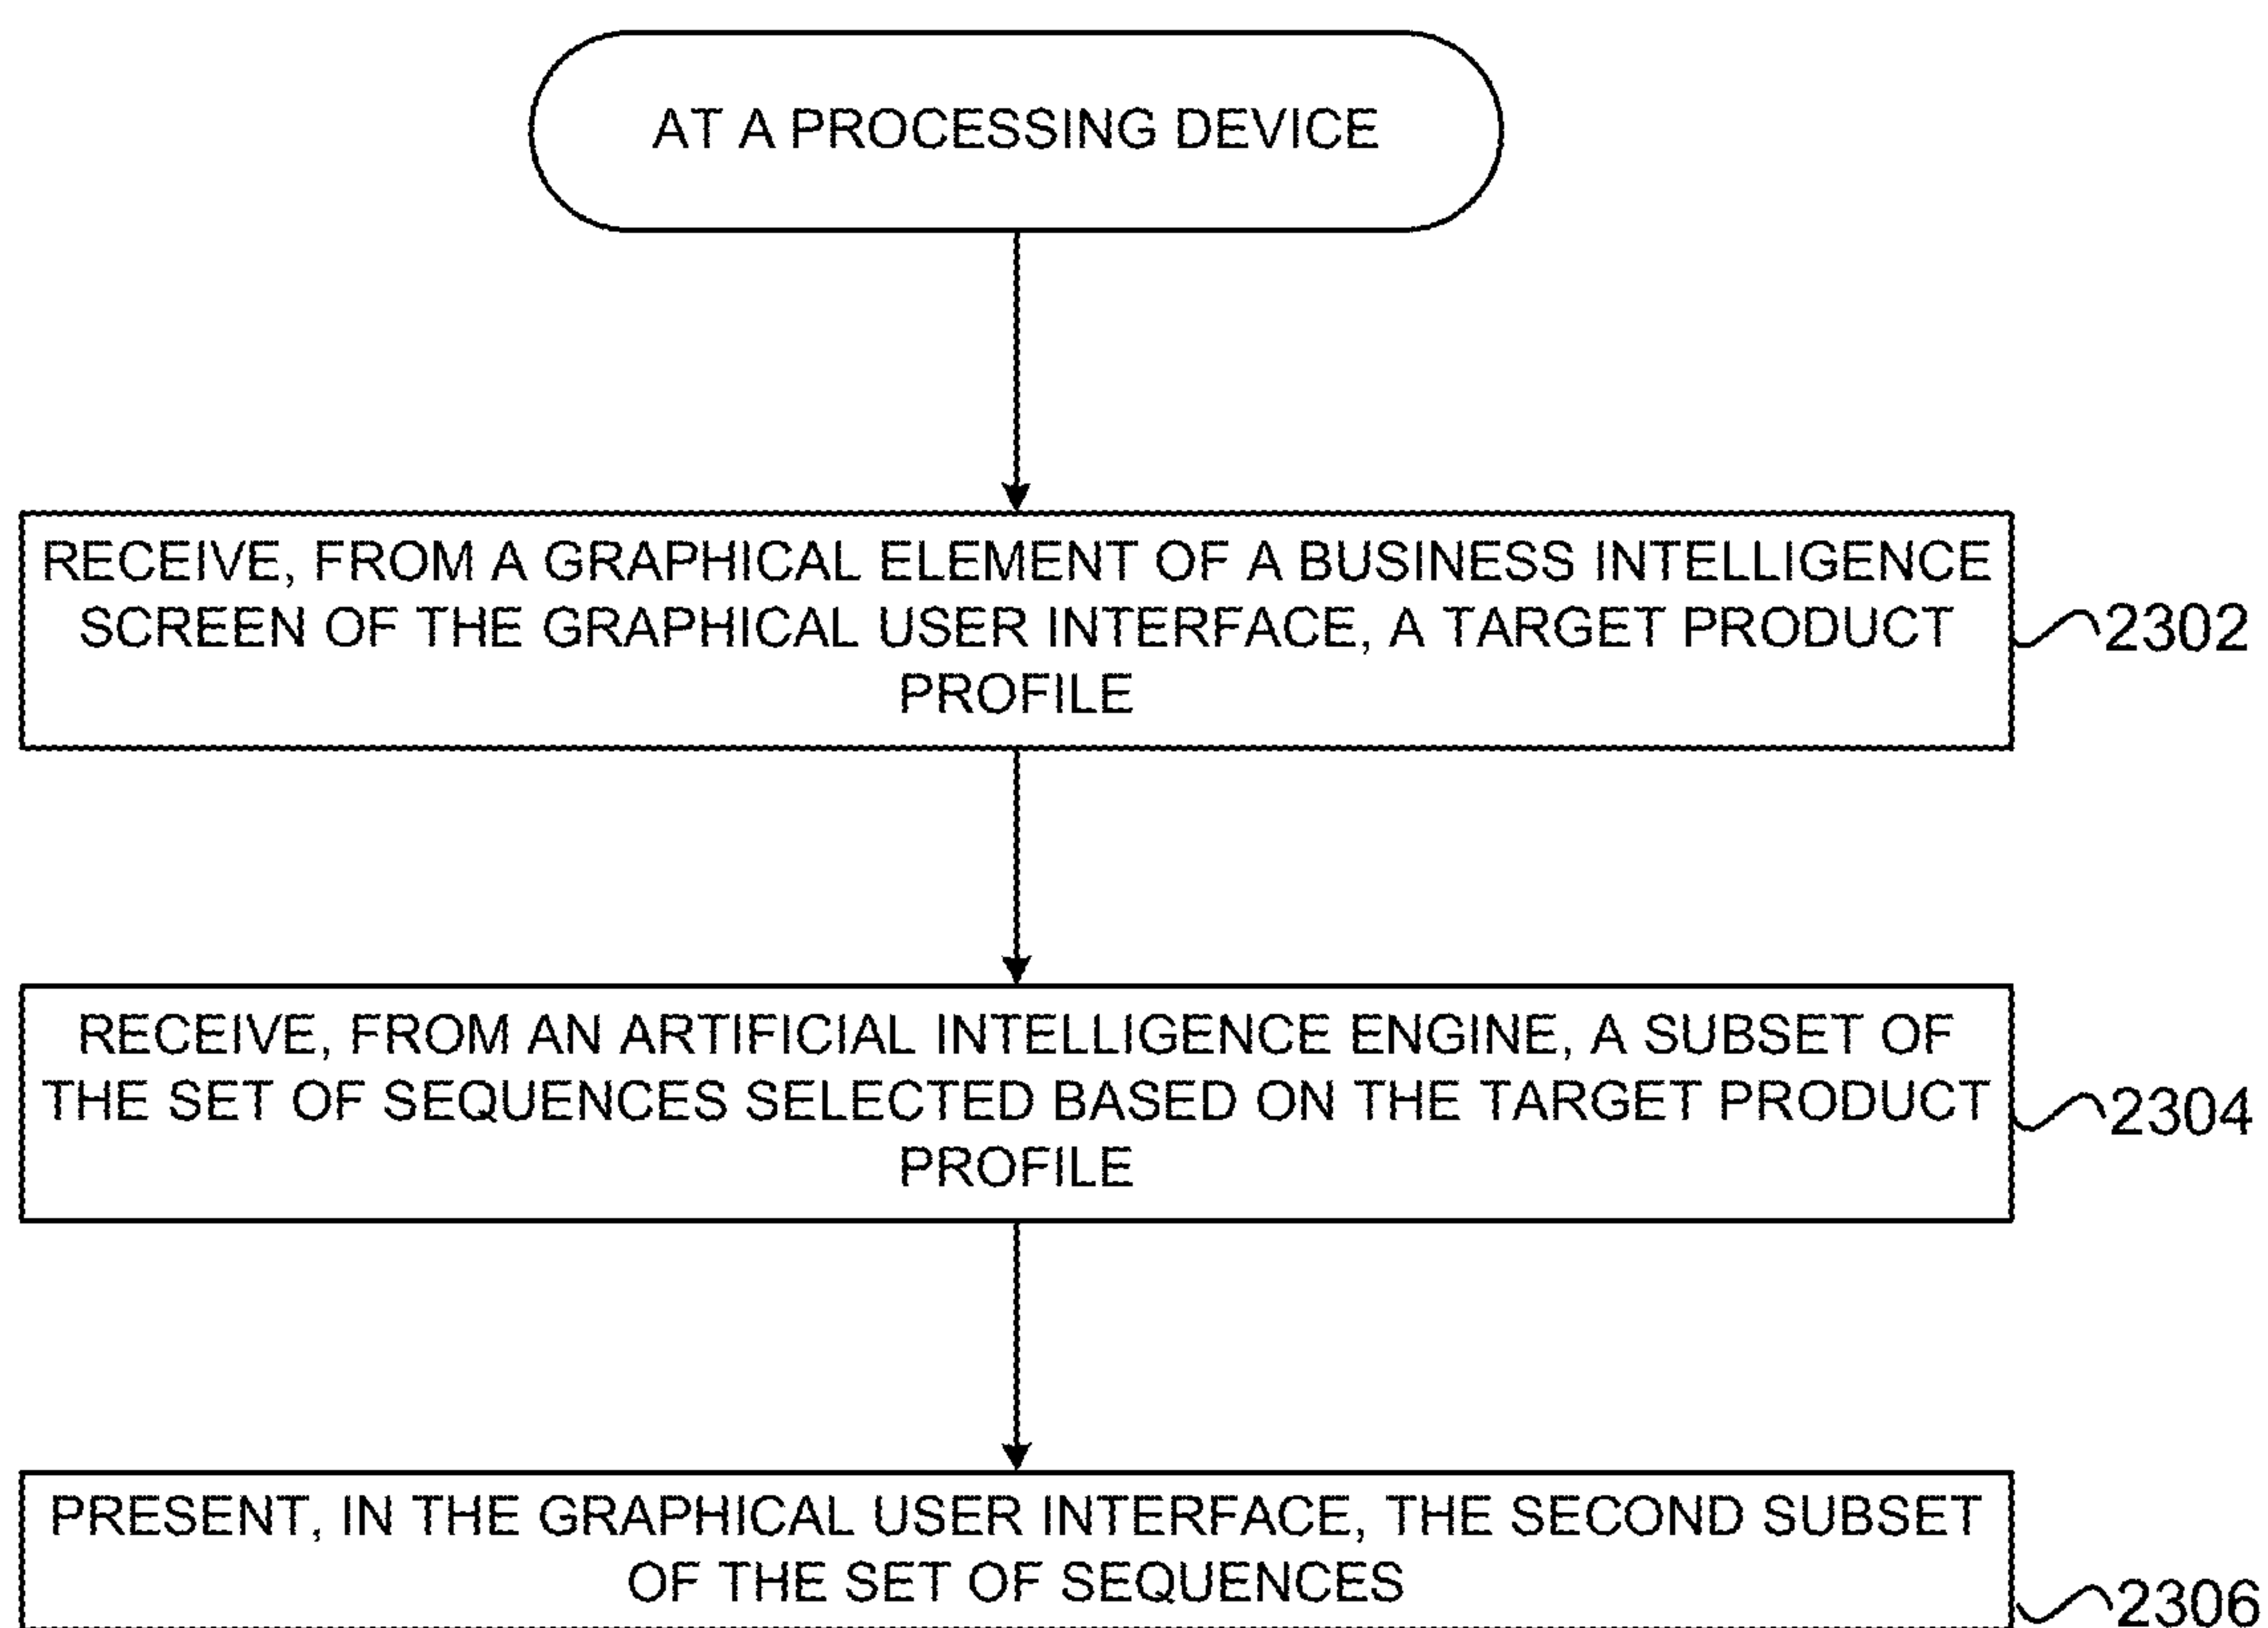 AT A PROCESSING DEVICE
RECEIVE, FROM A GRAPHICAL ELEMENT OF A BUSINESS INTELLIGENCE
SCREEN OF THE GRAPHICAL USER INTERFACE, A TARGET PRODUCT
PROFILE
2302
RECEIVE, FROM AN ARTIFICIAL INTELLIGENCE ENGINE, A SUBSET OF
THE SET OF SEQUENCES SELECTED BASED ON THE TARGET PRODUCT
PROFILE
2304
PRESENT, IN THE GRAPHICAL USER INTERFACE, THE SECOND SUBSET
OF THE SET OF SEQUENCES
2306